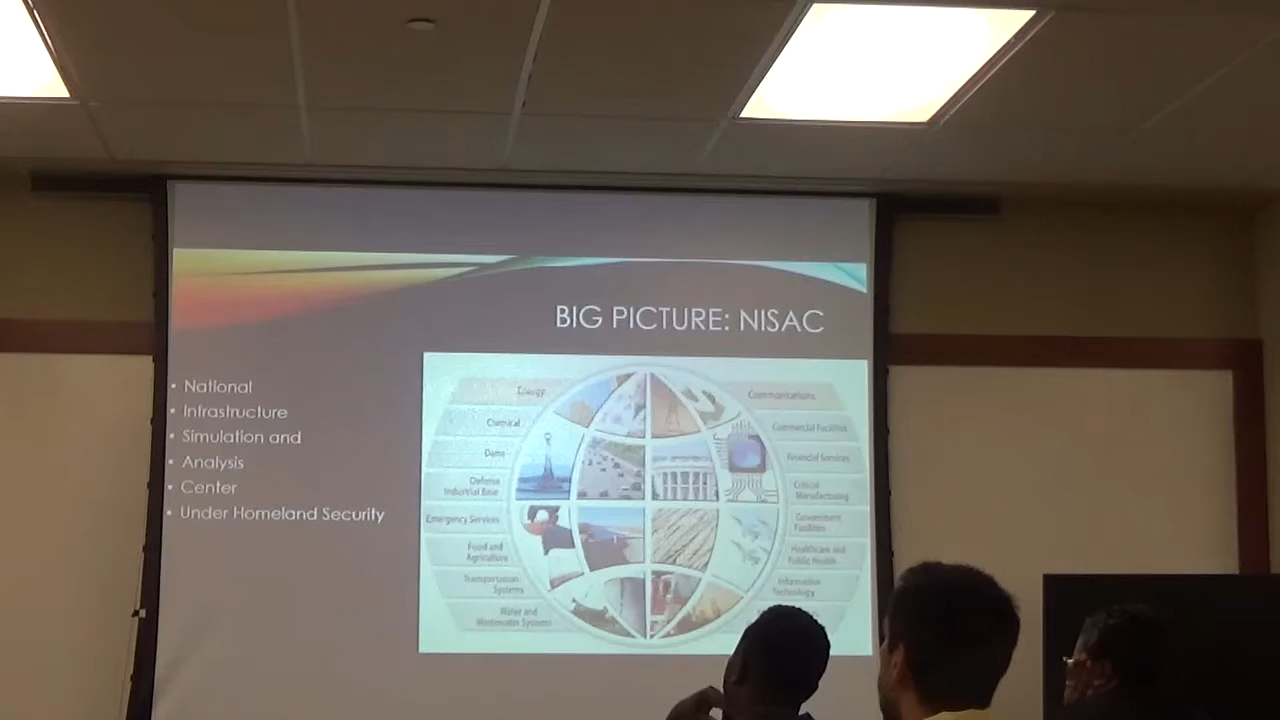 BIG PICTURE: NISAC
• National
• Infrastructure
• Simulation and
• Analysis
• Center
• Under Homeland Security
Energy
Chemical
Dams
Defense
Industrial Base
Emergency Services
Food and
Agriculture
Transportation
Systems
Water and
Wastewater Systems
Communications
Commercial Facilities
Financial Services
Critical
Manufacturing
Government
Facilities
Healthcare and
Public Health
Information
Technology